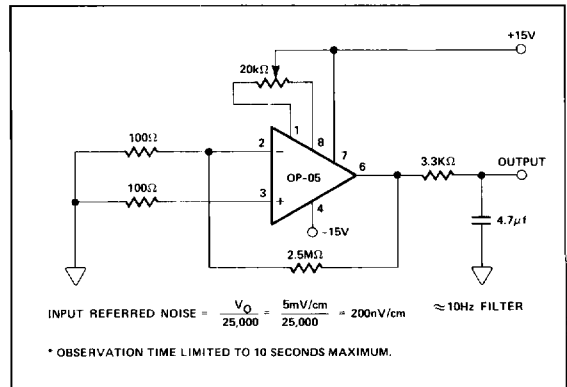 +15V
20kΩ
1
8
100Ω
2
−
7
6
3.3KΩ
OUTPUT
OP-05
100Ω
3
+
4
-15V
4.7µf
2.5MΩ
INPUT REFERRED NOISE = V_O/25,000 = 5mV/cm/25,000 = 200nV/cm
≈10Hz FILTER
* OBSERVATION TIME LIMITED TO 10 SECONDS MAXIMUM.